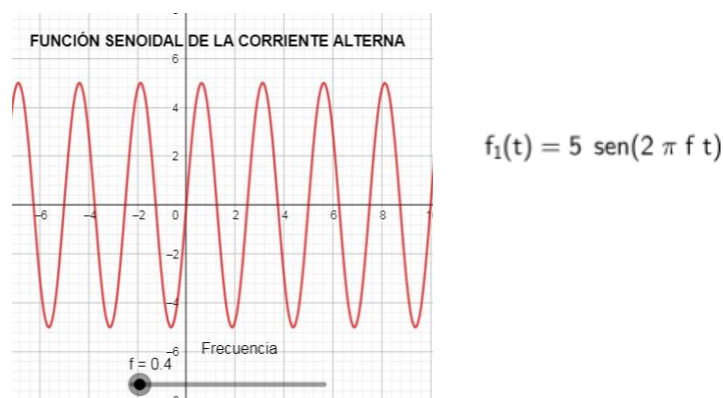 FUNCIÓN SENOIDAL DE LA CORRIENTE ALTERNA
6
4
2
-6 -4 -2 0 2 4 6 8
-2
-4
-6
f₁(t) = 5 sen(2 π f t)
Frecuencia
f = 0.4